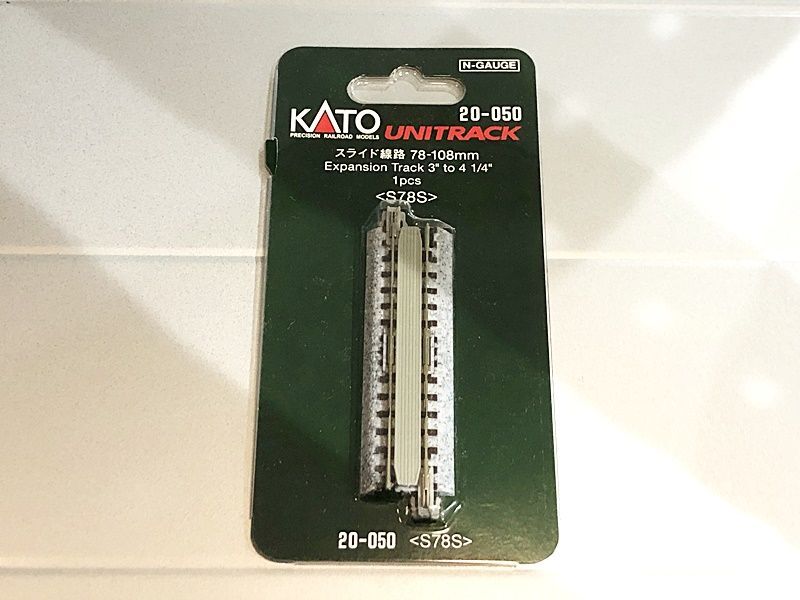 N-GAUGE
20-050
KATO UNITRACK
PRECISION RAILROAD MODELS
スライド線路 78-108mm
Expansion Track 3" to 4 1/4"
1pcs
<S78S>
20-050 <S78S>